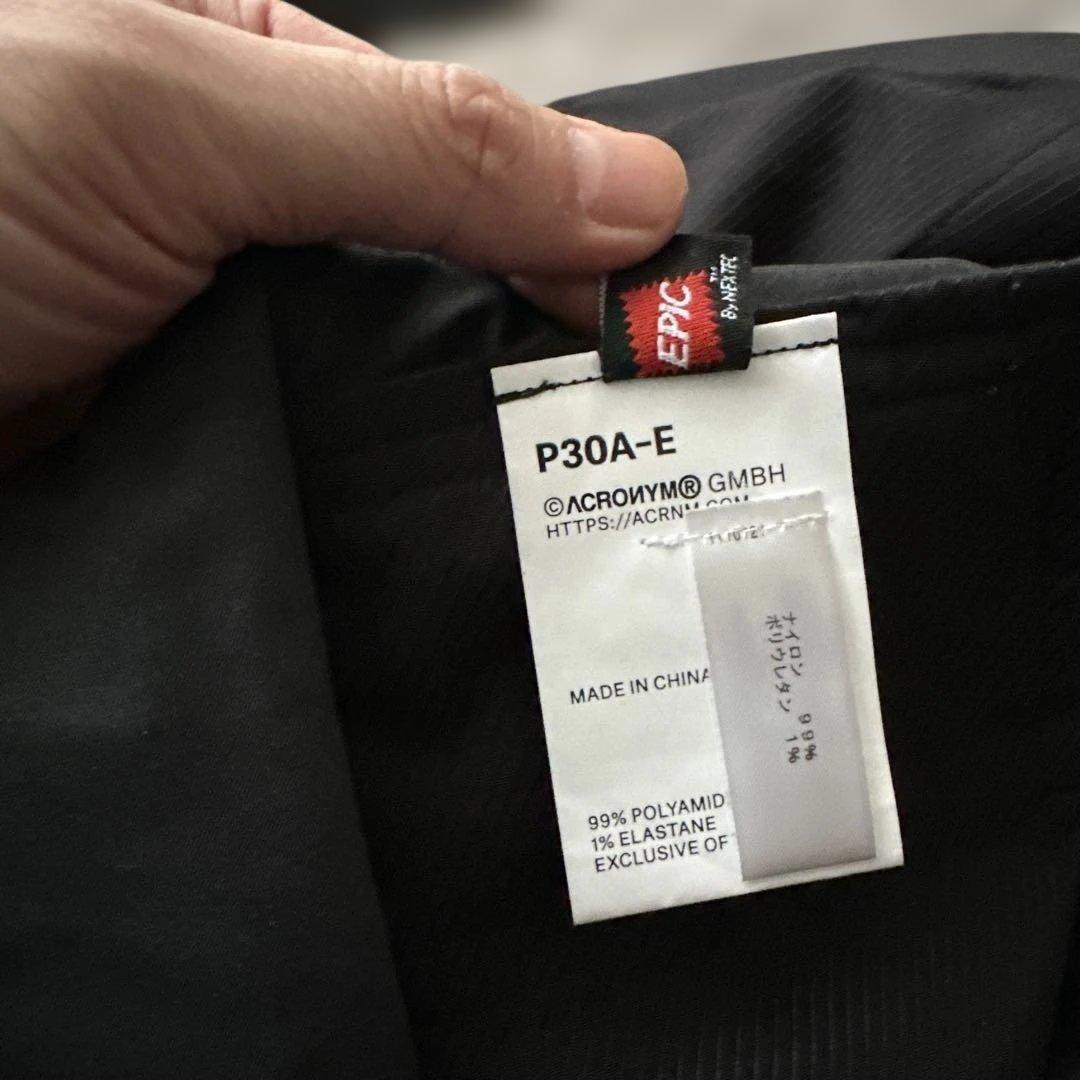 EPIC™
By NEXTEC
P30A-E
©ACRONYM® GMBH
HTTPS://ACRNM.COM
MADE IN CHINA
99% POLYAMID
1% ELASTANE
EXCLUSIVE OF
ナイロン 99%
ポリウレタン 1%